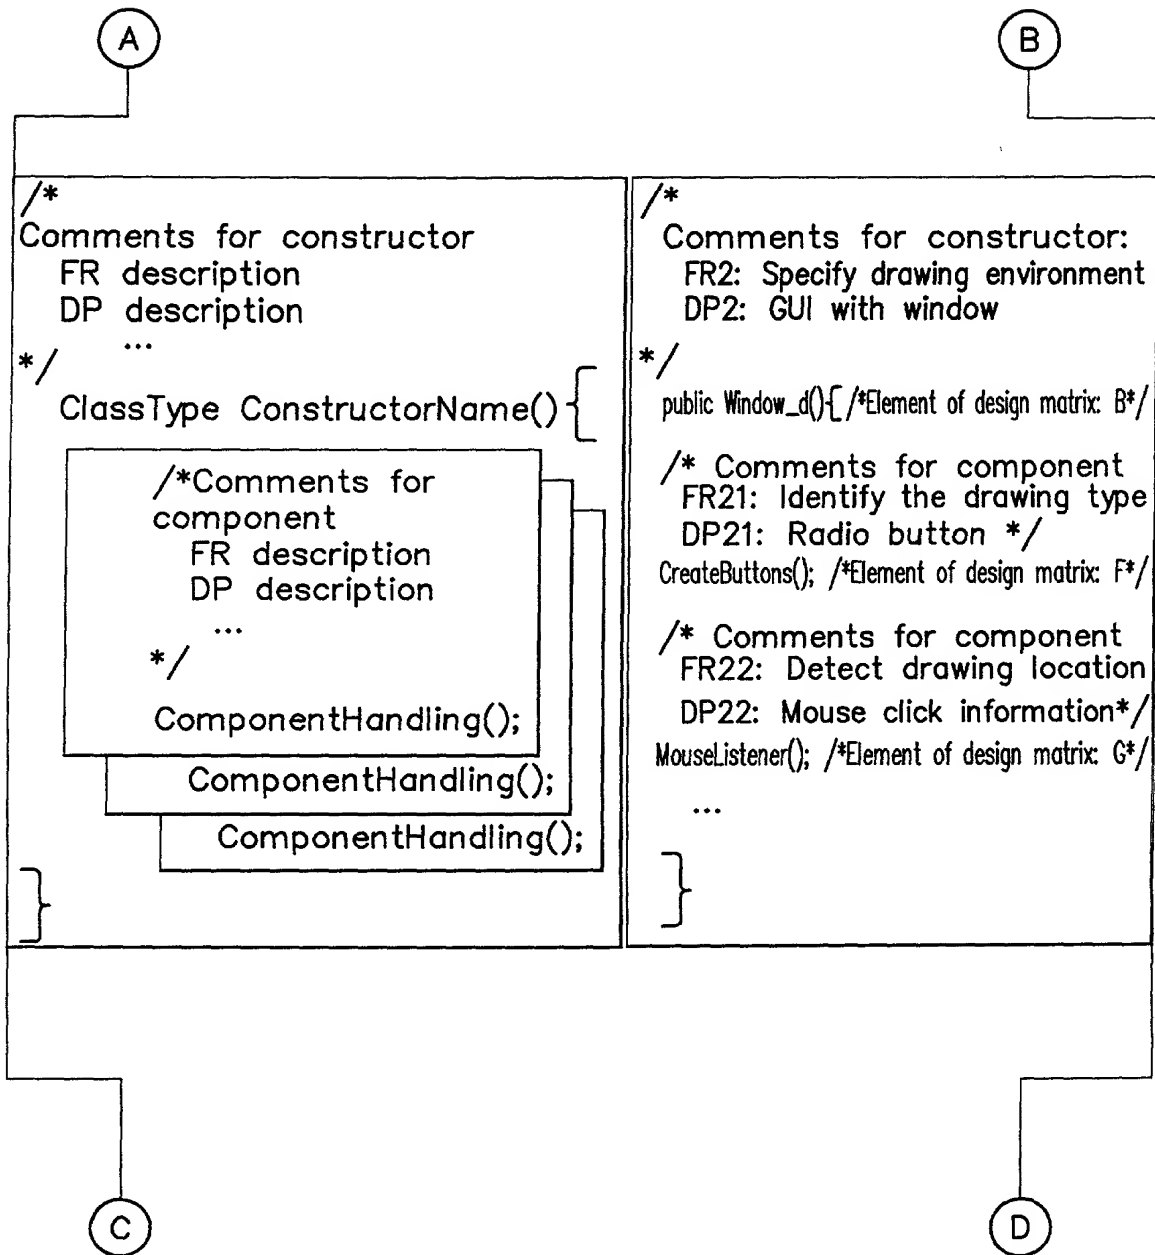 A
B
/*
Comments for constructor
FR description
DP description
...
*/
ClassType ConstructorName() {
/*Comments for
component
FR description
DP description
...
*/
ComponentHandling();
ComponentHandling();
ComponentHandling();
}
/*
Comments for constructor:
FR2: Specify drawing environment
DP2: GUI with window
*/
public Window_d(){ /*Element of design matrix: B*/
/* Comments for component
FR21: Identify the drawing type
DP21: Radio button */
CreateButtons(); /*Element of design matrix: F*/
/* Comments for component
FR22: Detect drawing location
DP22: Mouse click information*/
MouseListener(); /*Element of design matrix: G*/
...
}
C
D